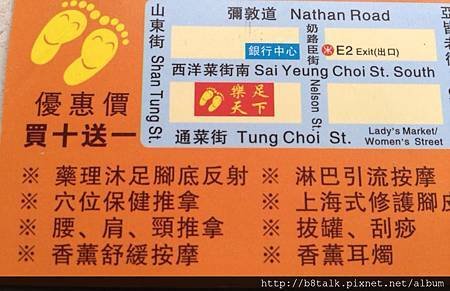 彌敦道 Nathan Road
山東街 Shan Tung St
奶路臣街 Nelson St.
銀行中心
E2 Exit(出口)
西洋菜街南 Sai Yeung Choi St. South
足下
樂天
通菜街 Tung Choi St.
Lady's Market/
Women's Street
優惠價
買十送一
※ 藥理沐足腳底反射
※ 穴位保健推拿
※ 腰、肩、頸推拿
※ 香薰舒緩按摩
※ 淋巴引流按摩
※ 上海式修護腳皮
※ 拔罐、刮痧
※ 香薰耳燭
http://b8talk.pixnet.net/album